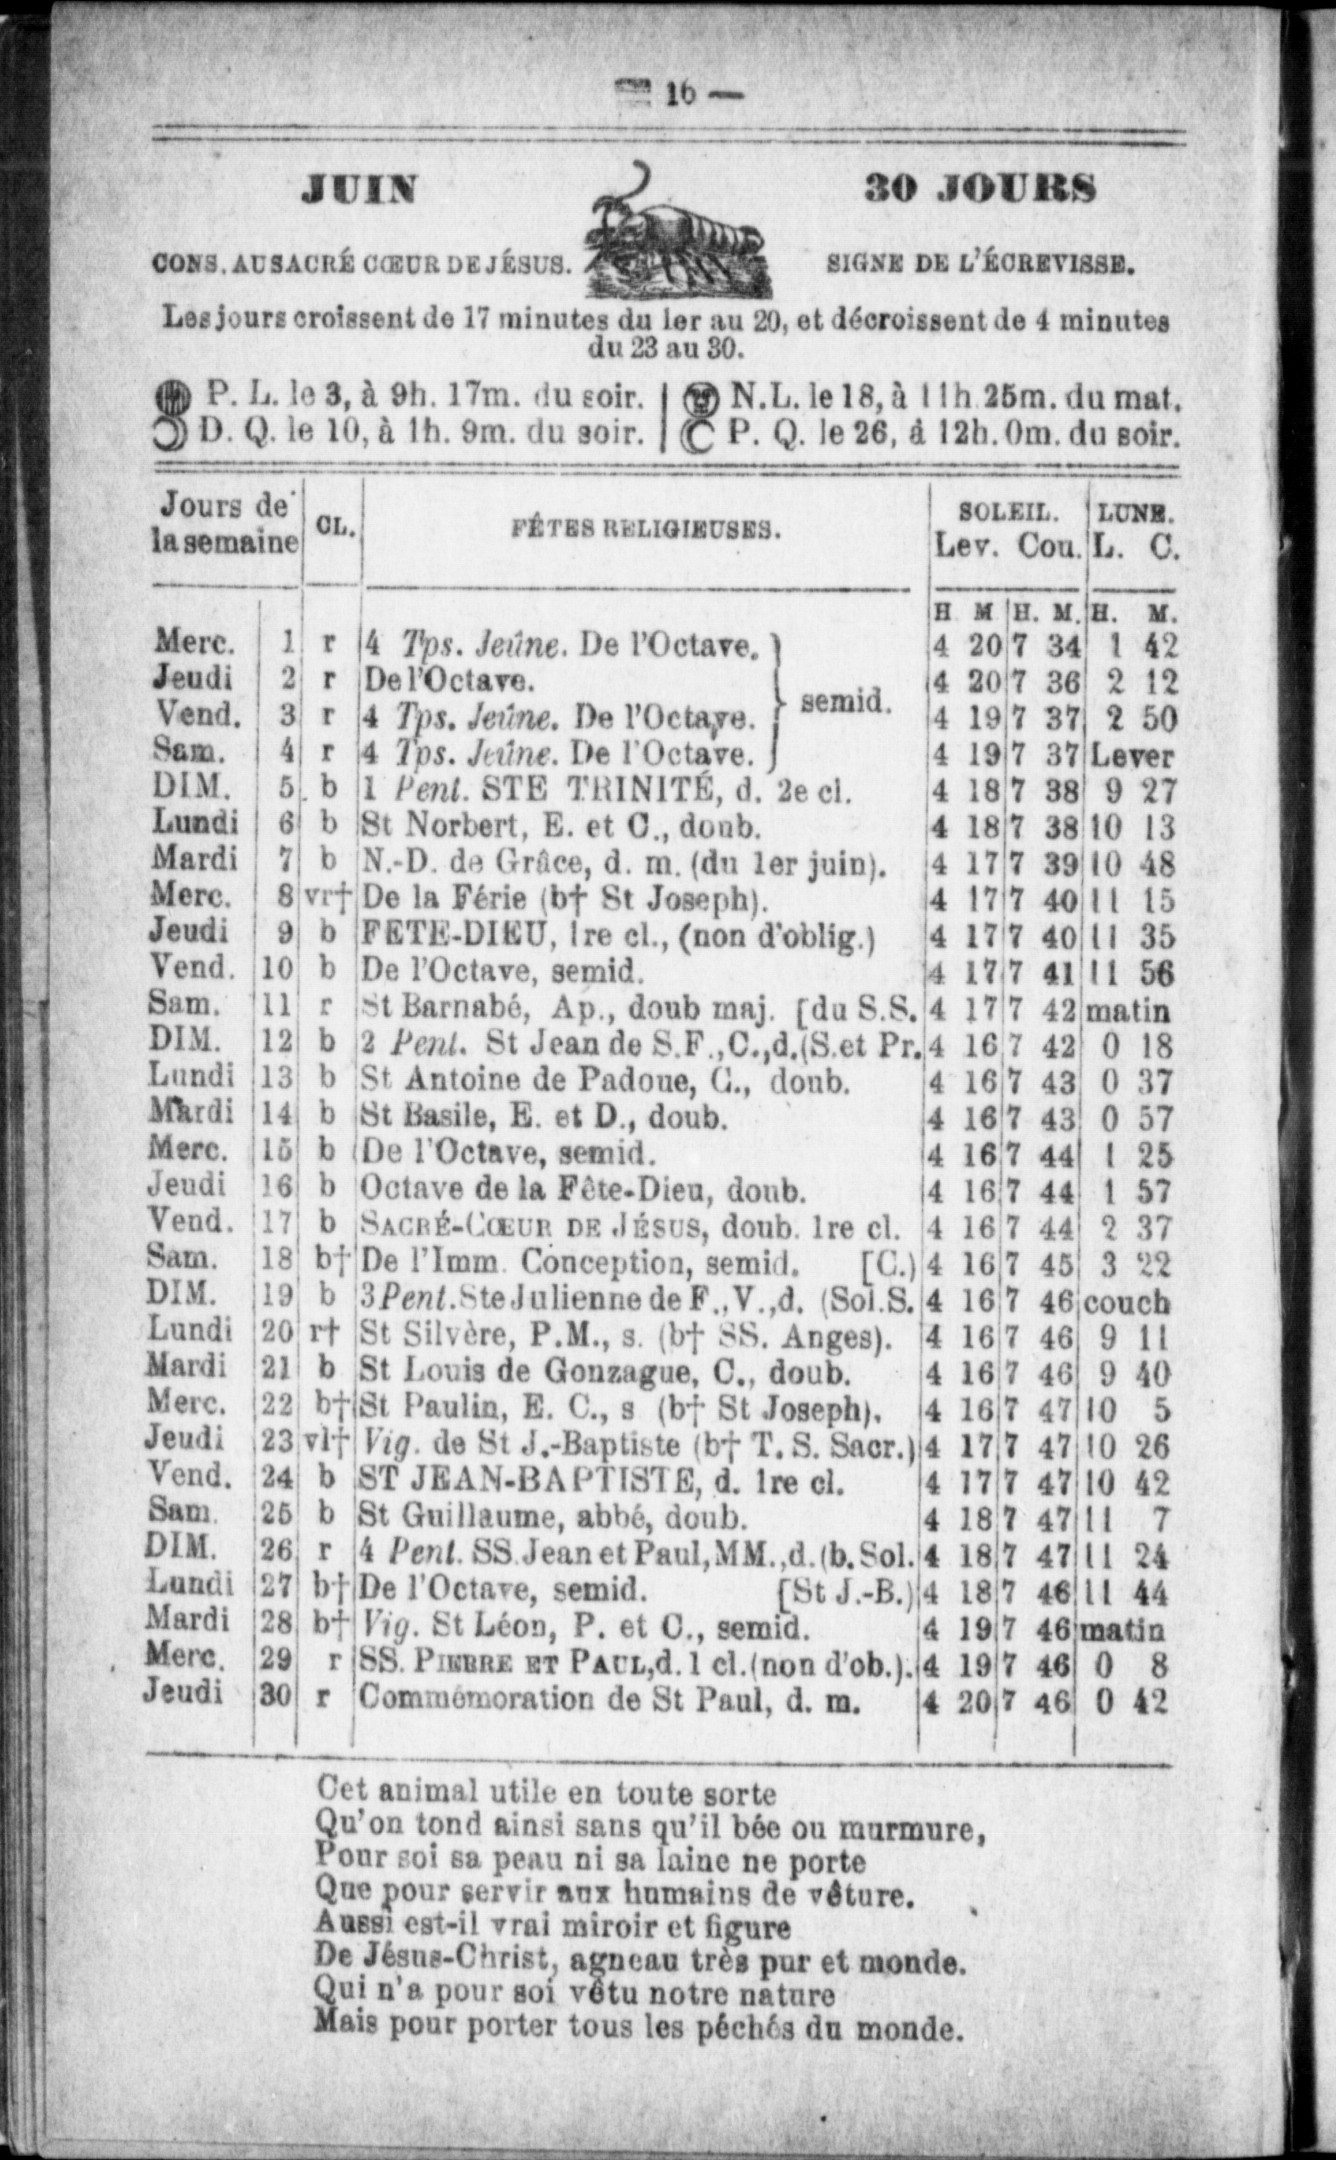 — 16 —
JUIN 30 JOURS
CONS. AU SACRÉ CŒUR DE JÉSUS. SIGNE DE L'ÉCREVISSE.
Les jours croissent de 17 minutes du 1er au 20, et décroissent de 4 minutes
du 23 au 30.
P. L. le 3, à 9h. 17m. du soir. N. L. le 18, à 11h 25m. du mat.
D. Q. le 10, à 1h. 9m. du soir. P. Q. le 26, à 12h. 0m. du soir.
Jours de la semaine CL. FÊTES RELIGIEUSES. SOLEIL. LUNE.
Lev. Cou. L. C.
H M H. M. H. M.
Merc. 1 r 4 Tps. Jeûne. De l'Octave. 4 20 7 34 1 42
Jeudi 2 r De l'Octave. semid. 4 20 7 36 2 12
Vend. 3 r 4 Tps. Jeûne. De l'Octave. 4 19 7 37 2 50
Sam. 4 r 4 Tps. Jeûne. De l'Octave. 4 19 7 37 Lever
DIM. 5 b 1 Pent. STE TRINITÉ, d. 2e cl. 4 18 7 38 9 27
Lundi 6 b St Norbert, E. et C., doub. 4 18 7 38 10 13
Mardi 7 b N.-D. de Grâce, d. m. (du 1er juin). 4 17 7 39 10 48
Merc. 8 vr† De la Férie (b† St Joseph). 4 17 7 40 11 15
Jeudi 9 b FETE-DIEU, 1re cl., (non d'oblig.) 4 17 7 40 11 35
Vend. 10 b De l'Octave, semid. 4 17 7 41 11 56
Sam. 11 r St Barnabé, Ap., doub maj. [du S.S. 4 17 7 42 matin
DIM. 12 b 2 Pent. St Jean de S.F.,C.,d.(S.et Pr. 4 16 7 42 0 18
Lundi 13 b St Antoine de Padoue, C., doub. 4 16 7 43 0 37
Mardi 14 b St Basile, E. et D., doub. 4 16 7 43 0 57
Merc. 15 b De l'Octave, semid. 4 16 7 44 1 25
Jeudi 16 b Octave de la Fête-Dieu, doub. 4 16 7 44 1 57
Vend. 17 b SACRÉ-CŒUR DE JÉSUS, doub. 1re cl. 4 16 7 44 2 37
Sam. 18 b† De l'Imm. Conception, semid. [C.) 4 16 7 45 3 22
DIM. 19 b 3 Pent. Ste Julienne de F.,V.,d. (Sol.S. 4 16 7 46 couch
Lundi 20 r† St Silvère, P.M., s. (b† SS. Anges). 4 16 7 46 9 11
Mardi 21 b St Louis de Gonzague, C., doub. 4 16 7 46 9 40
Merc. 22 b† St Paulin, E. C., s (b† St Joseph). 4 16 7 47 10 5
Jeudi 23 vl† Vig. de St J.-Baptiste (b† T. S. Sacr.) 4 17 7 47 10 26
Vend. 24 b ST JEAN-BAPTISTE, d. 1re cl. 4 17 7 47 10 42
Sam. 25 b St Guillaume, abbé, doub. 4 18 7 47 11 7
DIM. 26 r 4 Pent. SS. Jean et Paul, MM.,d.(b.Sol. 4 18 7 47 11 24
Lundi 27 b† De l'Octave, semid. [St J.-B.) 4 18 7 46 11 44
Mardi 28 b† Vig. St Léon, P. et C., semid. 4 19 7 46 matin
Merc. 29 r SS. PIERRE ET PAUL, d. 1 cl. (non d'ob.). 4 19 7 46 0 8
Jeudi 30 r Commémoration de St Paul, d. m. 4 20 7 46 0 42
Cet animal utile en toute sorte
Qu'on tond ainsi sans qu'il bée ou murmure,
Pour soi sa peau ni sa laine ne porte
Que pour servir aux humains de vêture.
Aussi est-il vrai miroir et figure
De Jésus-Christ, agneau très pur et monde.
Qui n'a pour soi vêtu notre nature
Mais pour porter tous les péchés du monde.